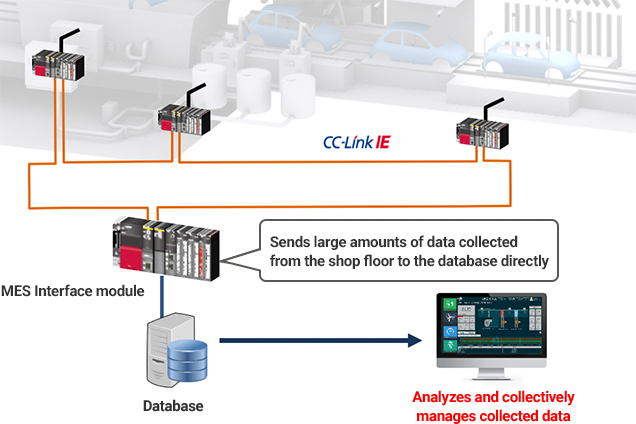 CC-Link IE
Sends large amounts of data collected
from the shop floor to the database directly
MES Interface module
Database
Analyzes and collectively
manages collected data